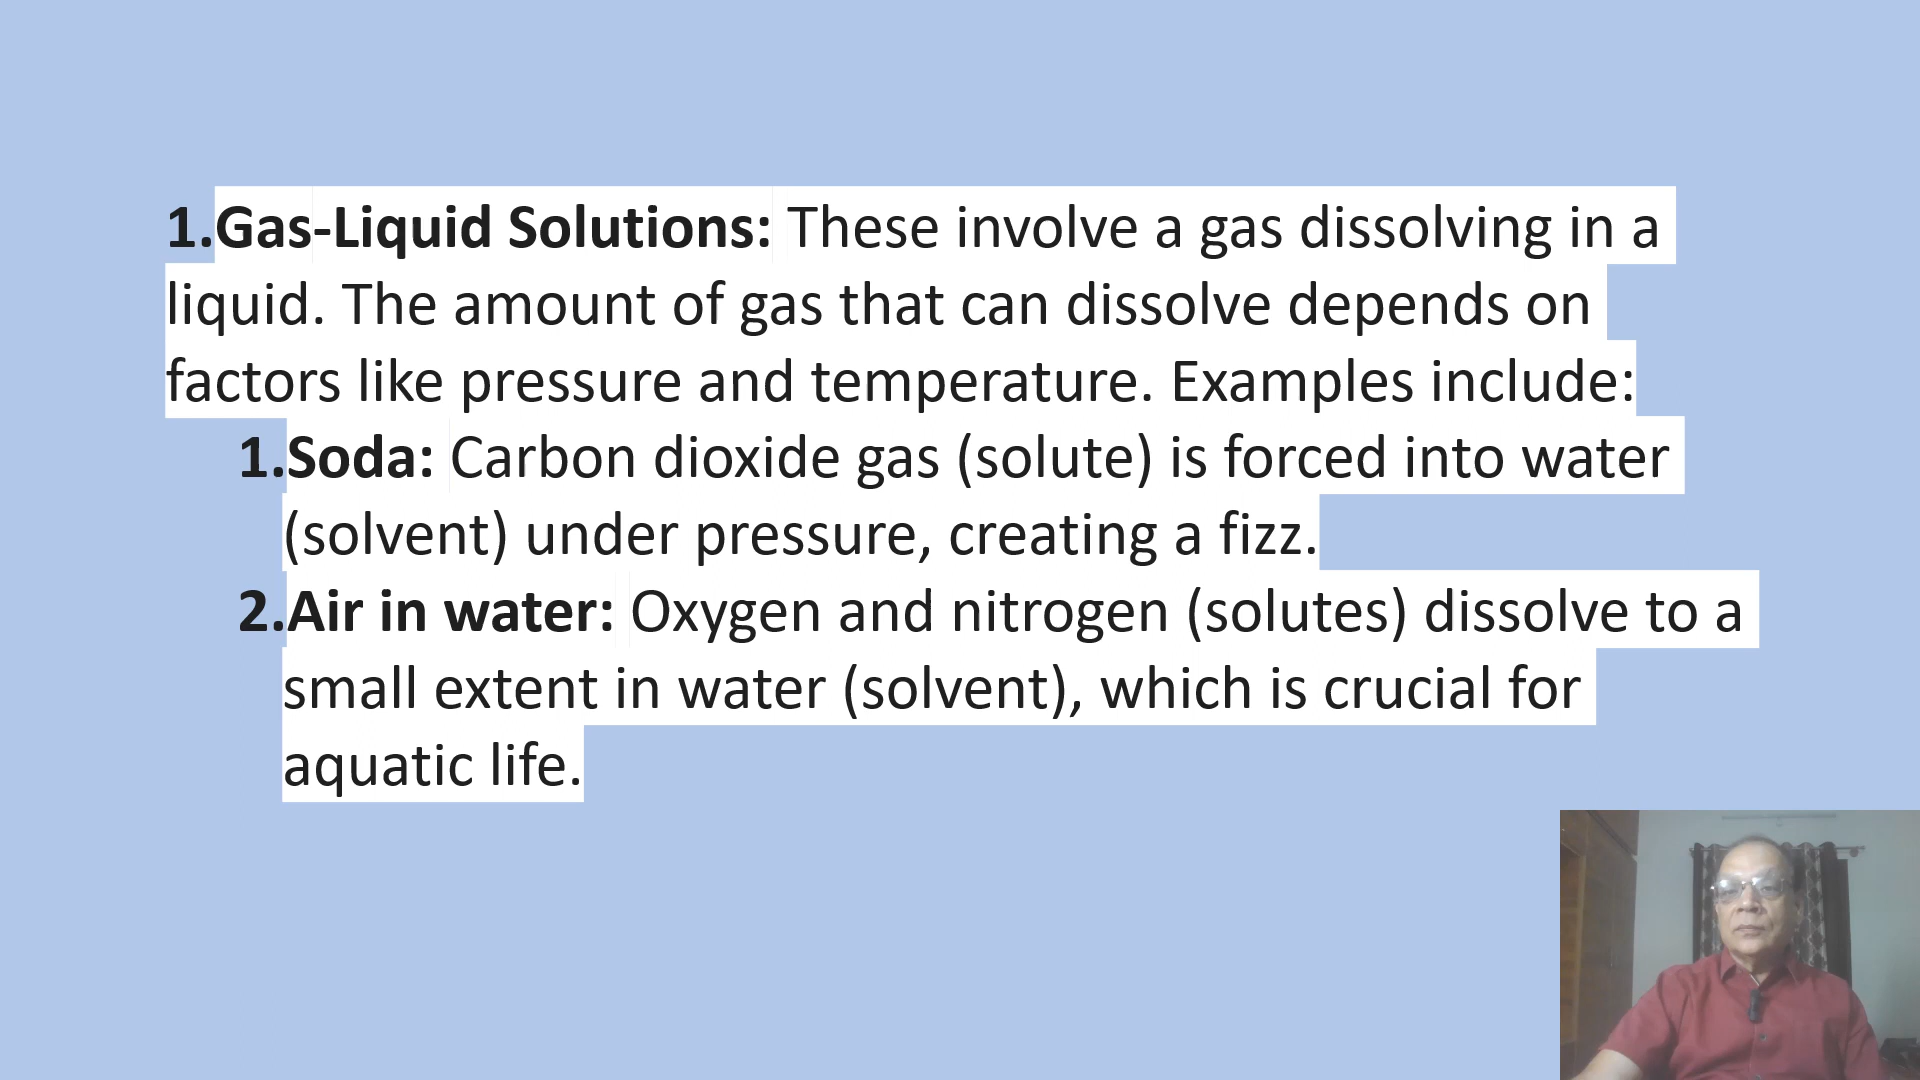 1.Gas-Liquid Solutions: These involve a gas dissolving in a
liquid. The amount of gas that can dissolve depends on
factors like pressure and temperature. Examples include:
1.Soda: Carbon dioxide gas (solute) is forced into water
(solvent) under pressure, creating a fizz.
2.Air in water: Oxygen and nitrogen (solutes) dissolve to a
small extent in water (solvent), which is crucial for
aquatic life.